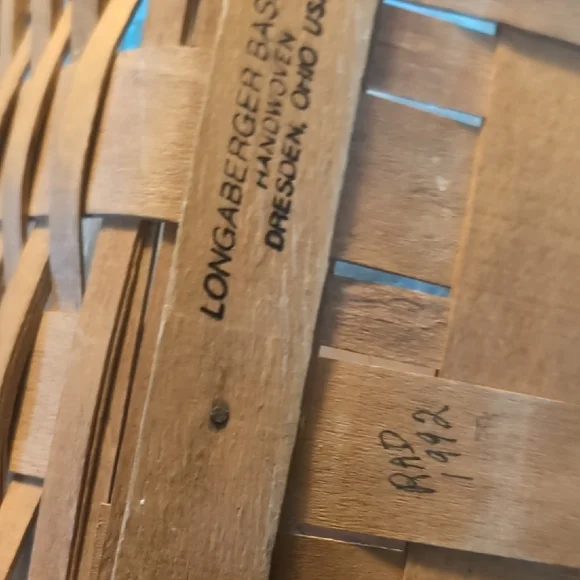 LONGABERGER BAS
HANDWOVEN
DRESDEN, OHIO USA
RAD
1992